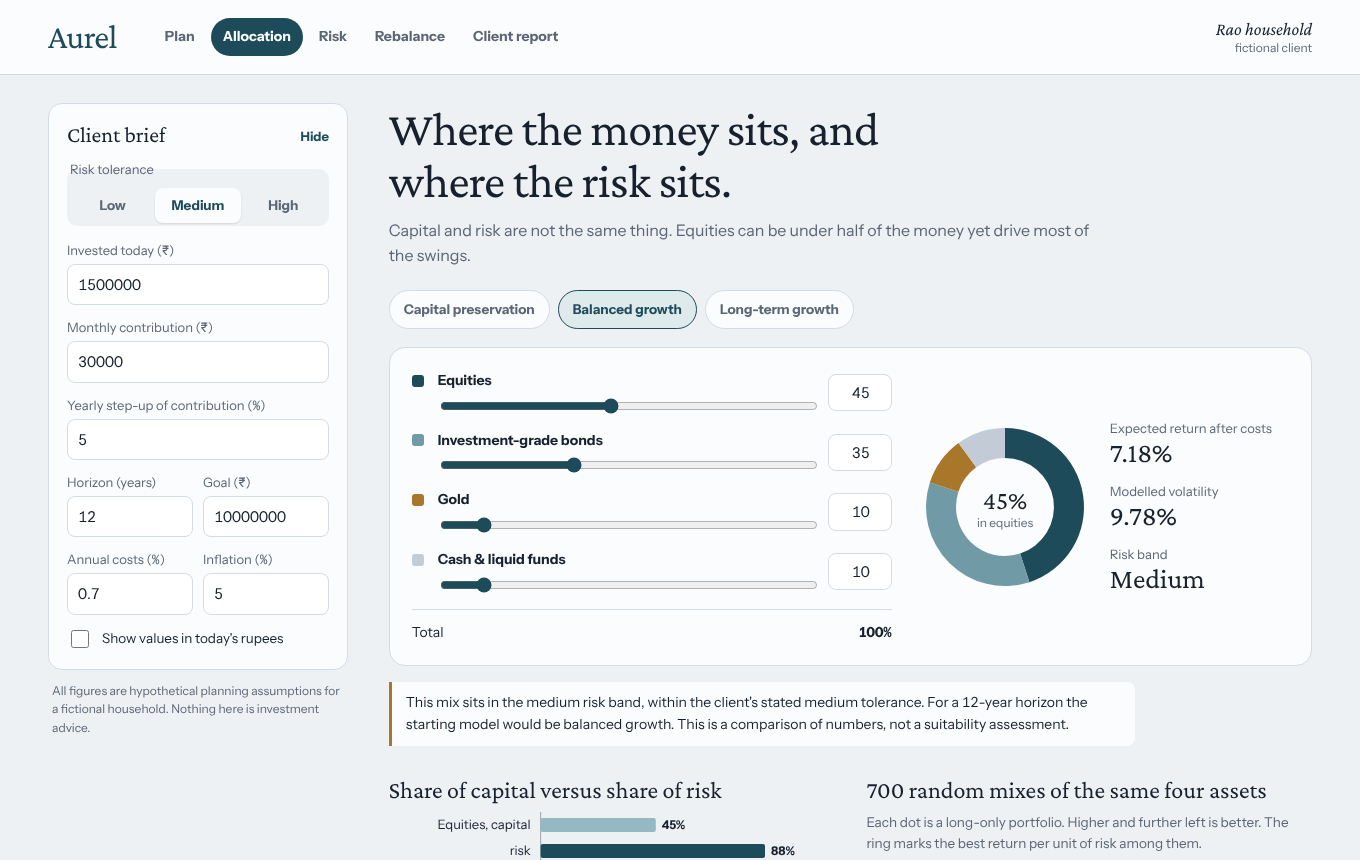 Aurel
Plan
Allocation
Risk
Rebalance
Client report
Rao household
fictional client
Client brief
Hide
Risk tolerance
Low
Medium
High
Invested today (₹)
1500000
Monthly contribution (₹)
30000
Yearly step-up of contribution (%)
5
Horizon (years)
Goal (₹)
12
10000000
Annual costs (%)
Inflation (%)
0.7
5
Show values in today's rupees
All figures are hypothetical planning assumptions for
a fictional household. Nothing here is investment
advice.
Where the money sits, and
where the risk sits.
Capital and risk are not the same thing. Equities can be under half of the money yet drive most of
the swings.
Capital preservation
Balanced growth
Long-term growth
Equities
45
Investment-grade bonds
35
Gold
10
Cash & liquid funds
10
Total
100%
45%
in equities
Expected return after costs
7.18%
Modelled volatility
9.78%
Risk band
Medium
This mix sits in the medium risk band, within the client's stated medium tolerance. For a 12-year horizon the
starting model would be balanced growth. This is a comparison of numbers, not a suitability assessment.
Share of capital versus share of risk
Equities, capital
45%
risk
88%
700 random mixes of the same four assets
Each dot is a long-only portfolio. Higher and further left is better. The
ring marks the best return per unit of risk among them.